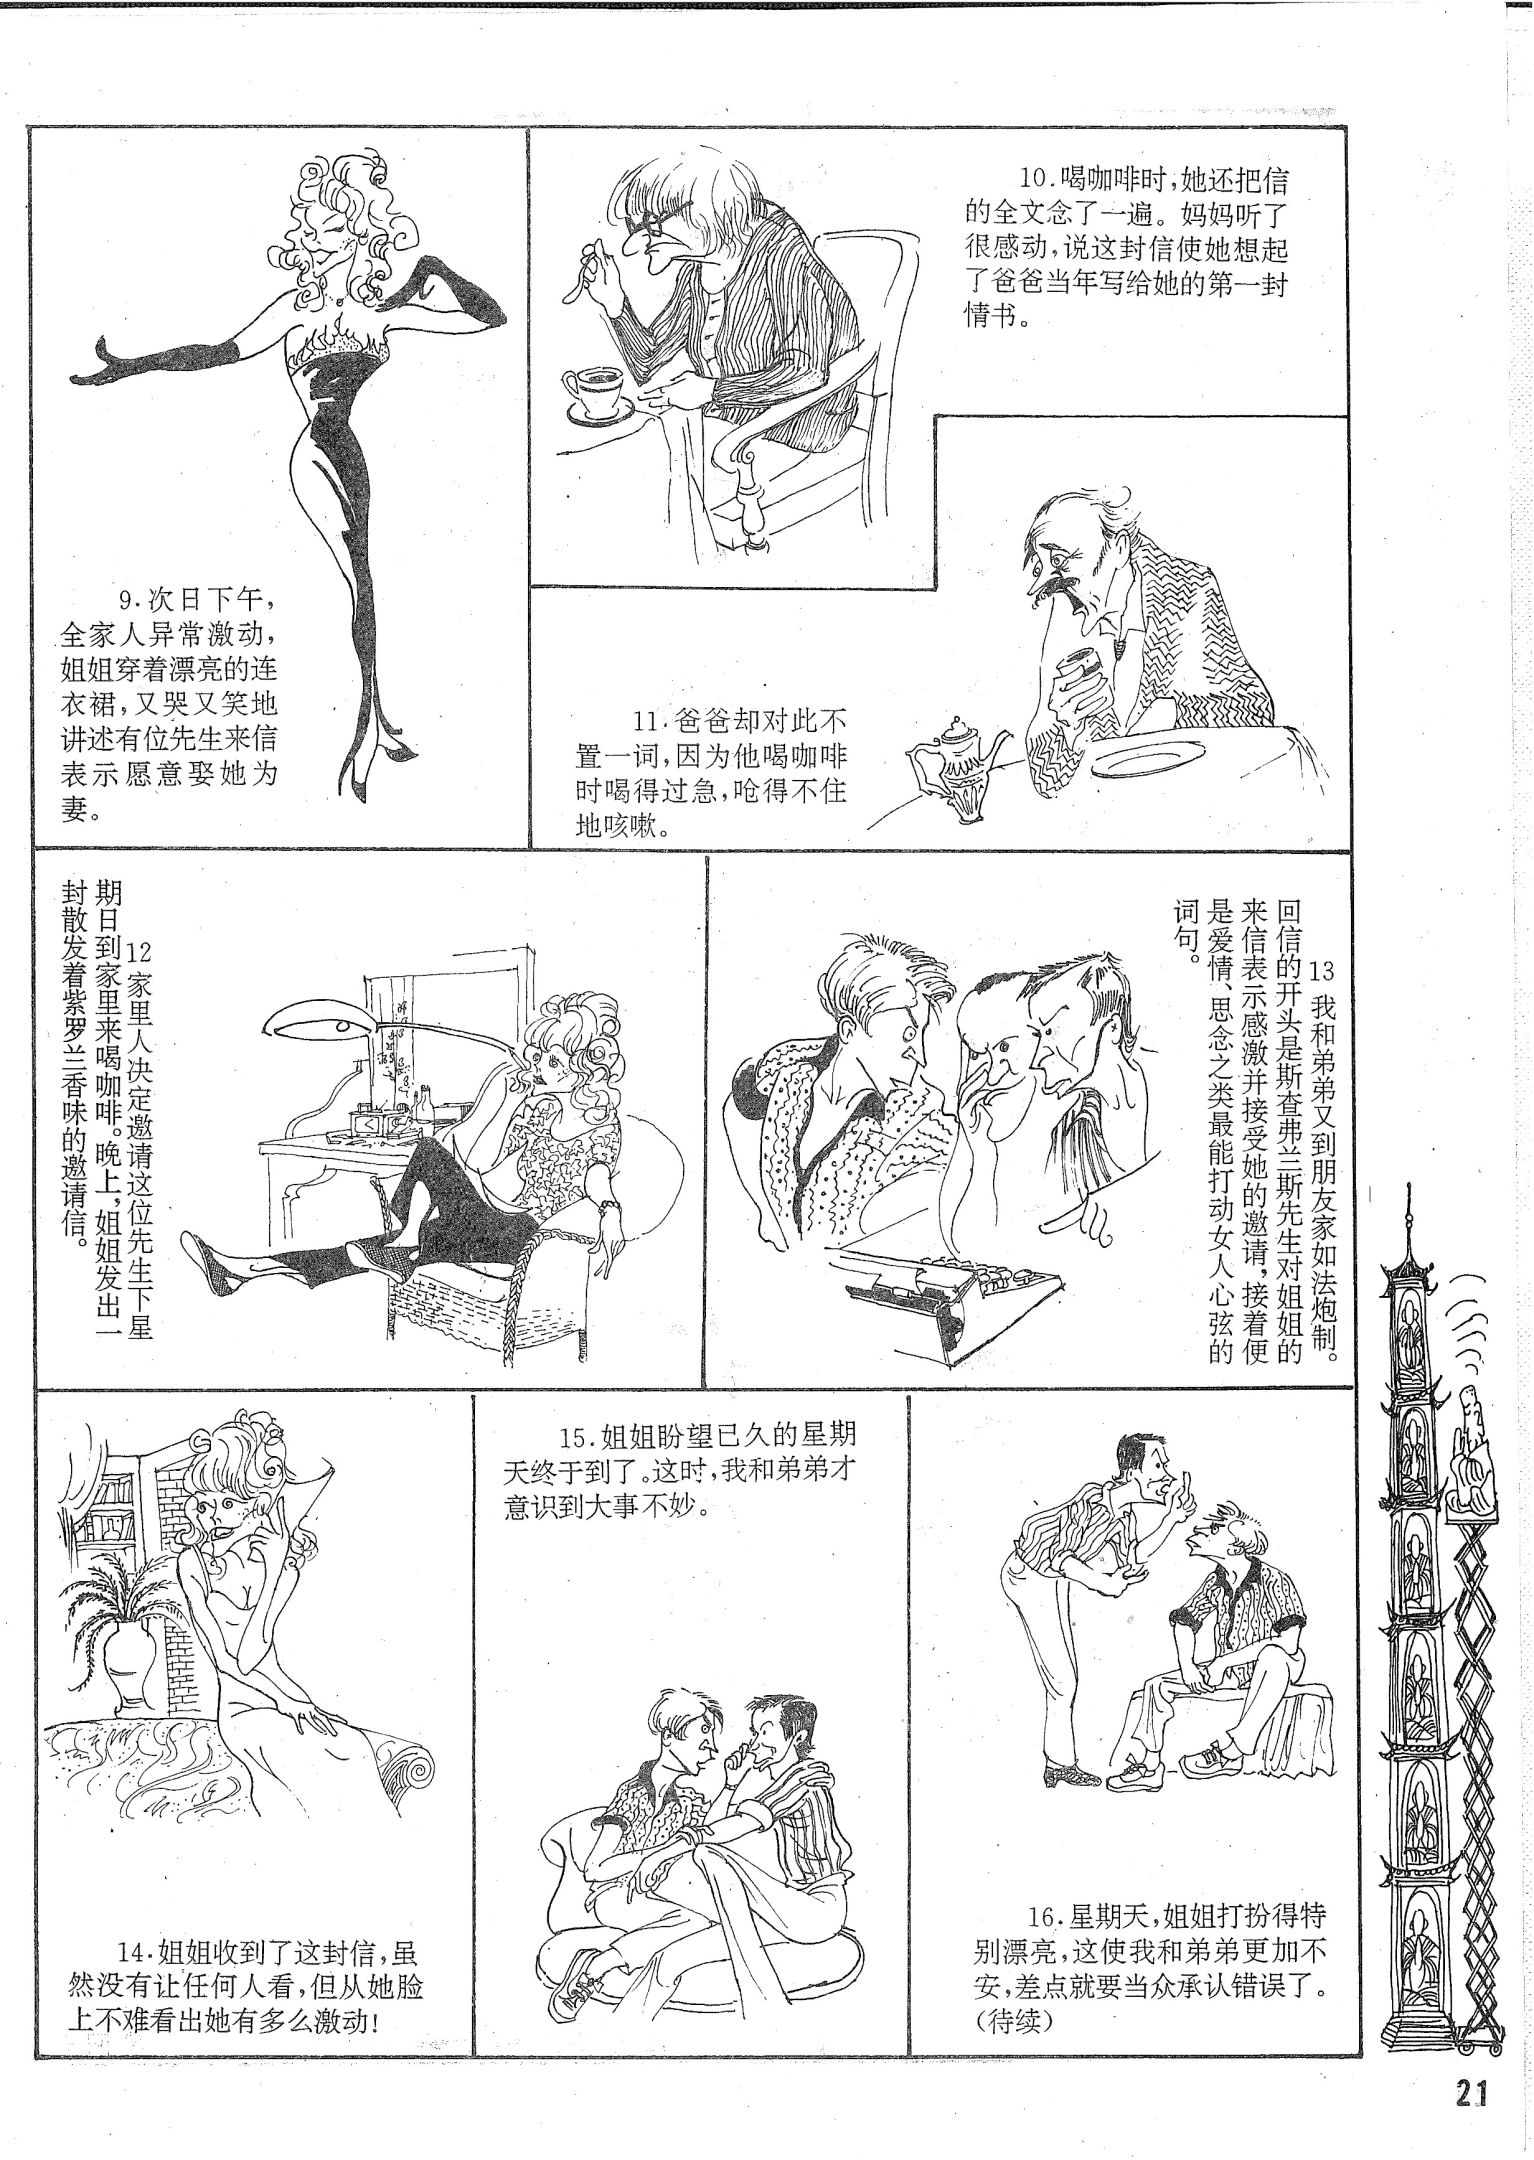 9.次日下午，
全家人异常激动，
姐姐穿着漂亮的连
衣裙，又哭又笑地
讲述有位先生来信
表示愿意娶她为
妻。
10.喝咖啡时，她还把信
的全文念了一遍。妈妈听了
很感动，说这封信使她想起
了爸爸当年写给她的第一封
情书。
11.爸爸却对此不
置一词，因为他喝咖啡
时喝得过急，呛得不住
地咳嗽。
12 家里人决定邀请这位先生下星
期日到家里来喝咖啡。晚上，姐姐发出一
封散发着紫罗兰香味的邀请信。
13 我和弟弟又到朋友家如法炮制。
回信的开头是斯查弗兰斯先生对姐姐的
来信表示感激并接受她的邀请，接着便
是爱情、思念之类最能打动女人心弦的
词句。
14.姐姐收到了这封信，虽
然没有让任何人看，但从她脸
上不难看出她有多么激动！
15.姐姐盼望已久的星期
天终于到了。这时，我和弟弟才
意识到大事不妙。
16.星期天，姐姐打扮得特
别漂亮，这使我和弟弟更加不
安，差点就要当众承认错误了。
（待续）
21